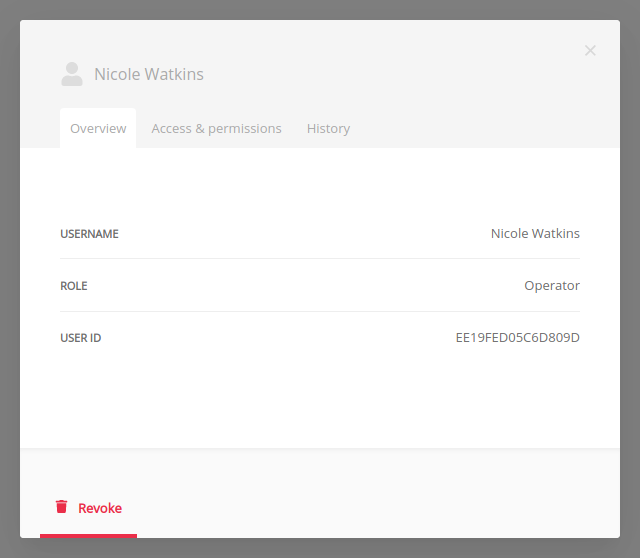 Nicole Watkins
Overview Access & permissions History
USERNAME Nicole Watkins
ROLE Operator
USER ID EE19FED05C6D809D
Revoke